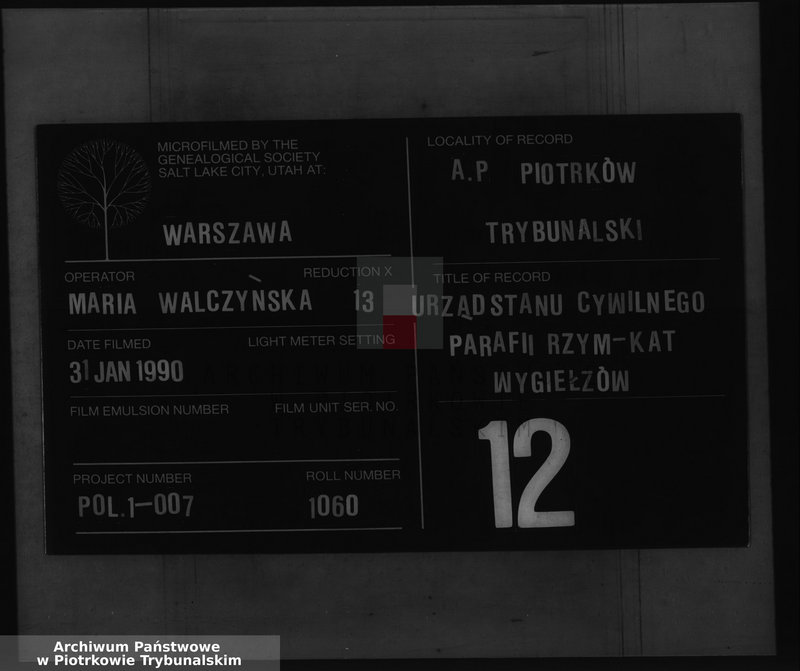 MICROFILMED BY THE
GENEALOGICAL SOCIETY
SALT LAKE CITY, UTAH AT:
WARSZAWA
OPERATOR
REDUCTION X
MARIA WALCZYŃSKA
13
DATE FILMED
LIGHT METER SETTING
31 JAN 1990
FILM EMULSION NUMBER
FILM UNIT SER. NO.
PROJECT NUMBER
ROLL NUMBER
POL.1-007
1060
LOCALITY OF RECORD
A.P PIOTRKÒW
TRYBUNALSKI
TITLE OF RECORD
URZĄD STANU CYWILNEGO
PARAFII RZYM-KAT
WYGIEŁZÒW
12
Archiwum Państwowe
w Piotrkowie Trybunalskim